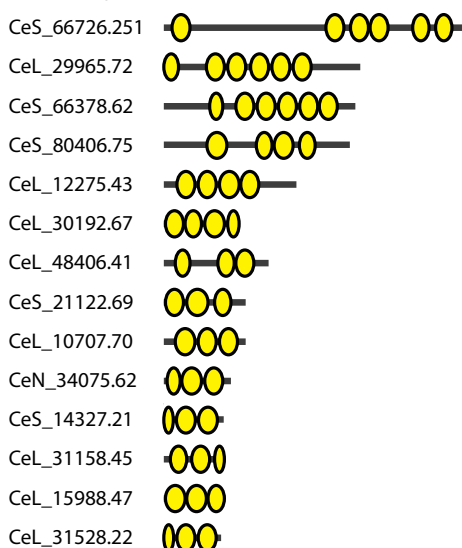 CeS_66726.251
CeL_29965.72
CeS_66378.62
CeS_80406.75
CeL_12275.43
CeL_30192.67
CeL_48406.41
CeS_21122.69
CeL_10707.70
CeN_34075.62
CeS_14327.21
CeL_31158.45
CeL_15988.47
CeL_31528.22